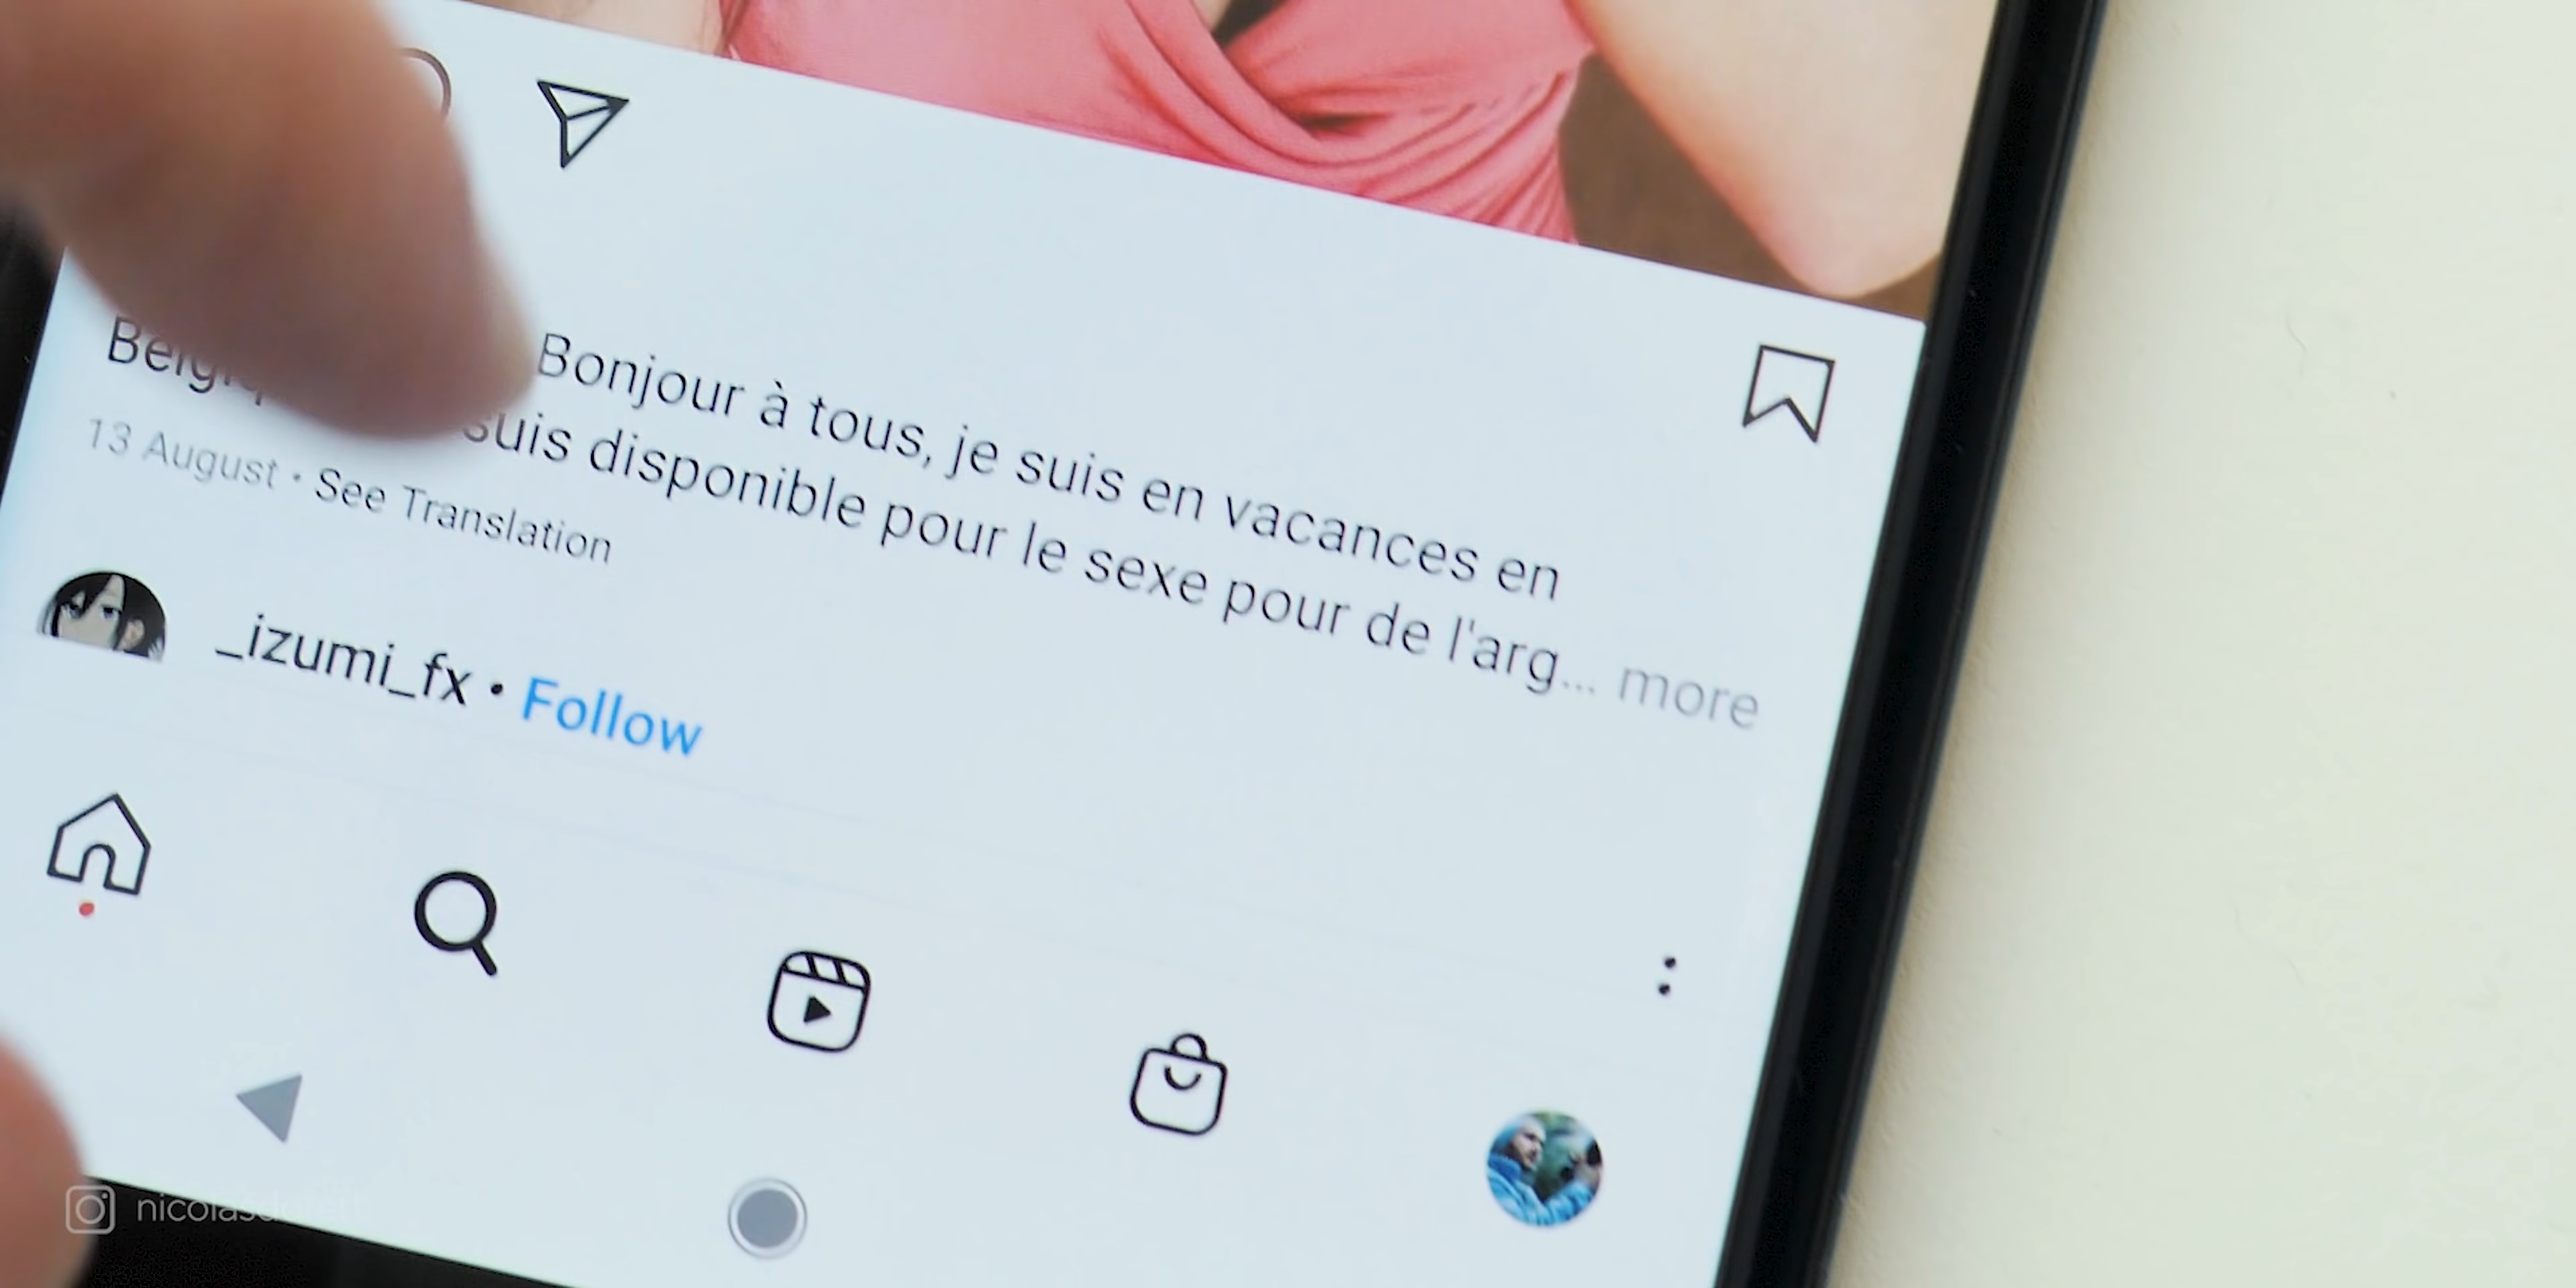 Bonjour à tous, je suis en vacances en
suis disponible pour le sexe pour de l'arg... more
13 August • See Translation
_izumi_fx • Follow